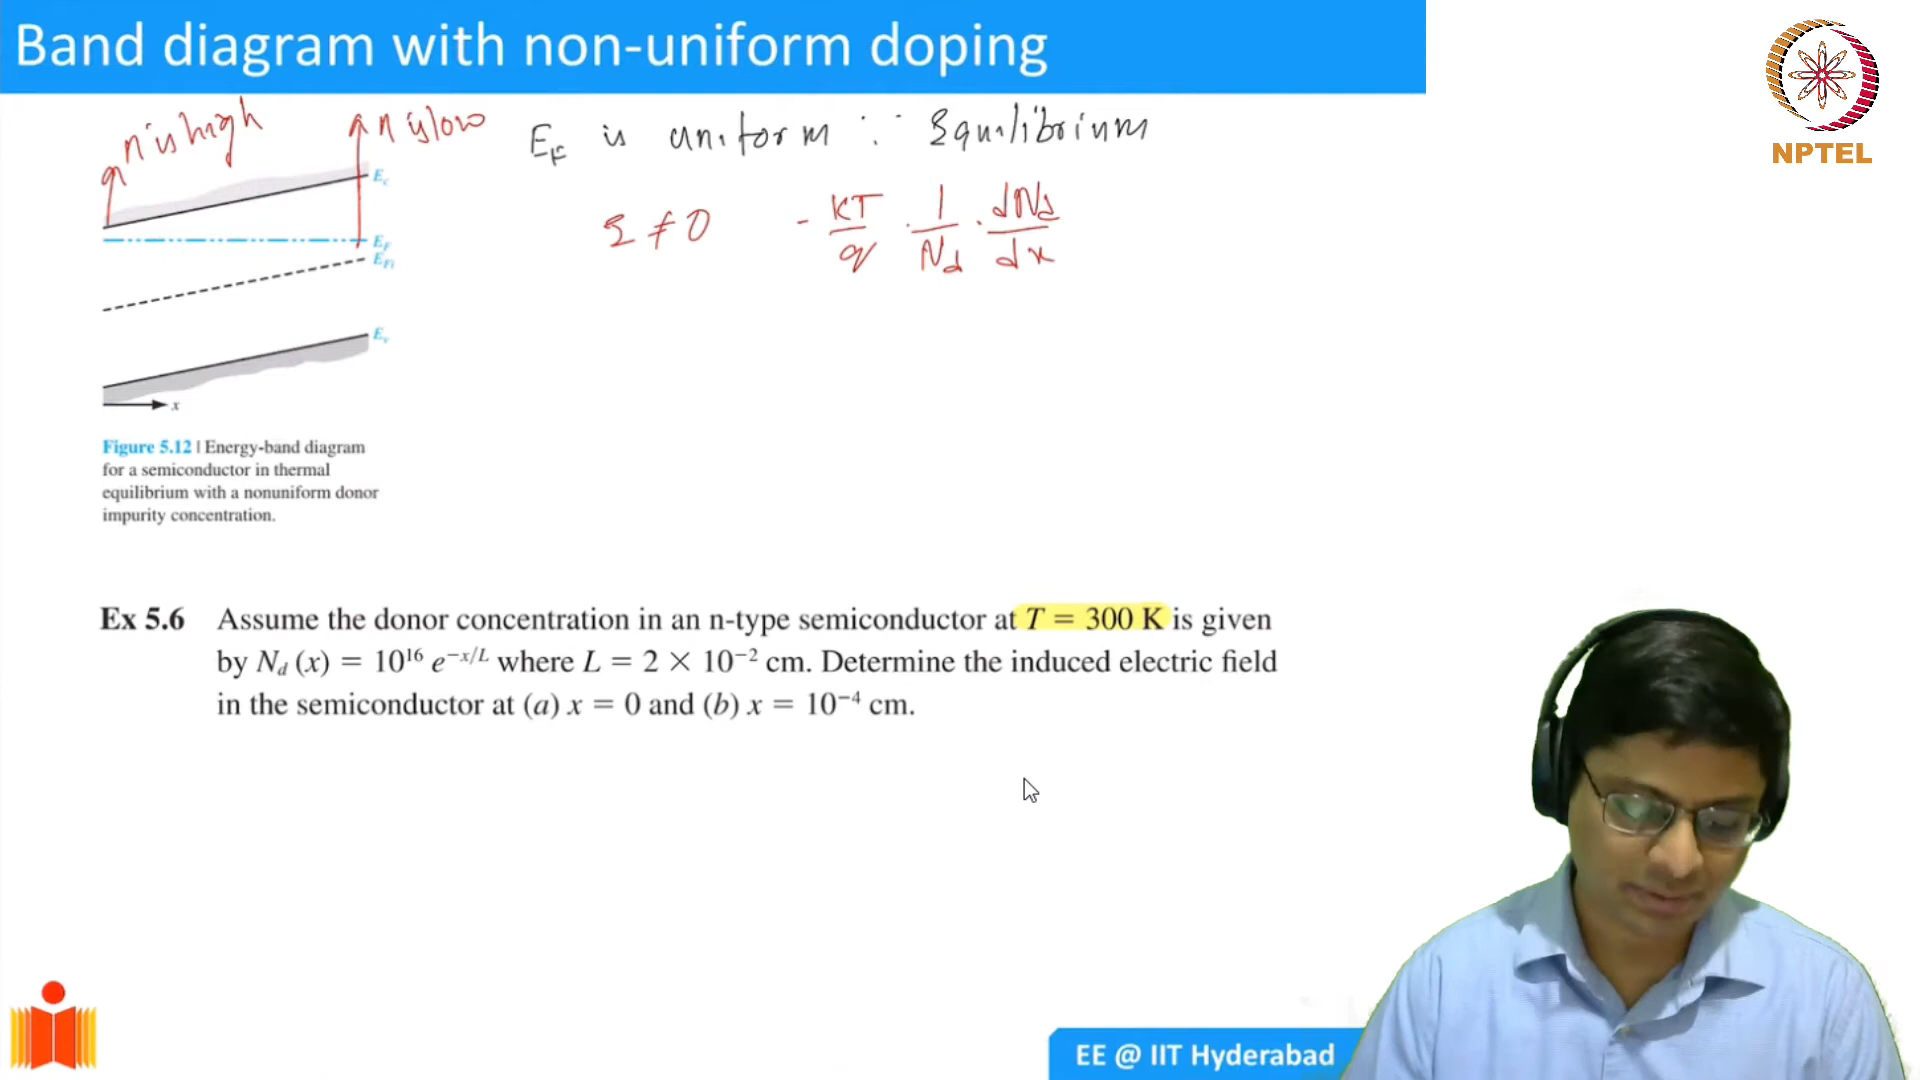 Band diagram with non-uniform doping
NPTEL
n is high
n is low
E_F is uniform ∵ Equilibrium
E_c
ε ≠ 0   - kT/q · 1/N_d · dN_d/dx
E_F
E_Fi
E_v
x
Figure 5.12 | Energy-band diagram
for a semiconductor in thermal
equilibrium with a nonuniform donor
impurity concentration.
Ex 5.6 Assume the donor concentration in an n-type semiconductor at T = 300 K is given
by N_d (x) = 10^16 e^−x/L where L = 2 × 10^−2 cm. Determine the induced electric field
in the semiconductor at (a) x = 0 and (b) x = 10^−4 cm.
EE @ IIT Hyderabad